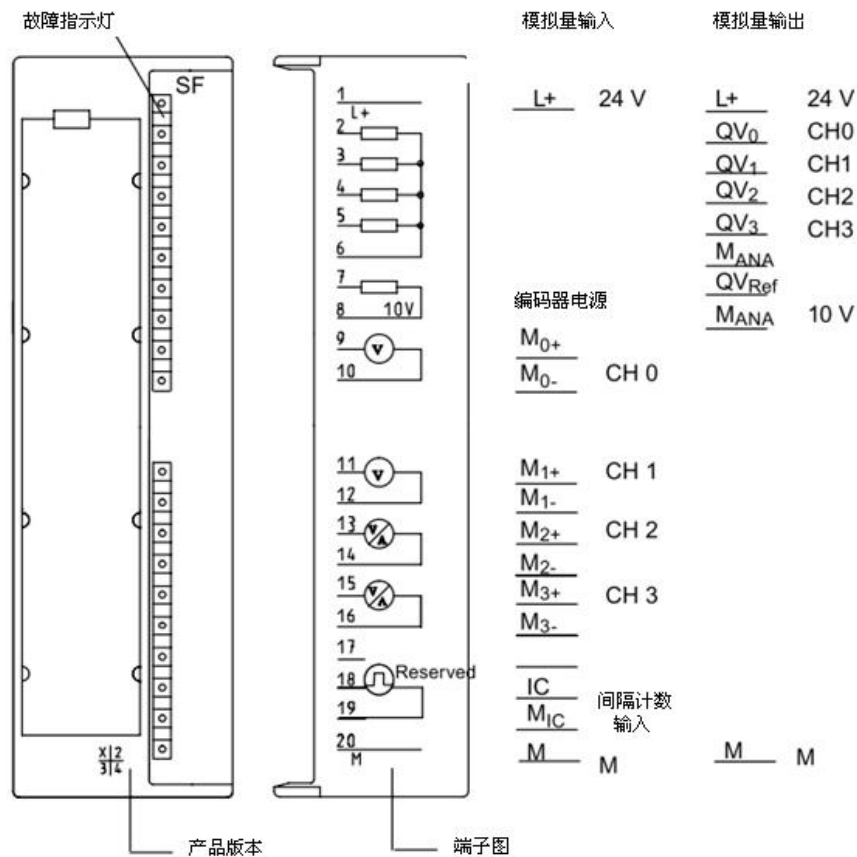 故障指示灯
模拟量输入
模拟量输出
SF
1
L+
2
3
4
5
6
7
8 10V
9
V
10
11
V
12
13
V/A
14
15
V/A
16
17
Reserved
18
19
20
M
L+ 24 V
编码器电源
M0+
M0- CH 0
M1+ CH 1
M1-
M2+ CH 2
M2-
M3+ CH 3
M3-
IC
间隔计数
输入
MIC
M M
L+ 24 V
QV0 CH0
QV1 CH1
QV2 CH2
QV3 CH3
MANA
QVRef
MANA 10 V
M M
X 2
3 4
产品版本
端子图